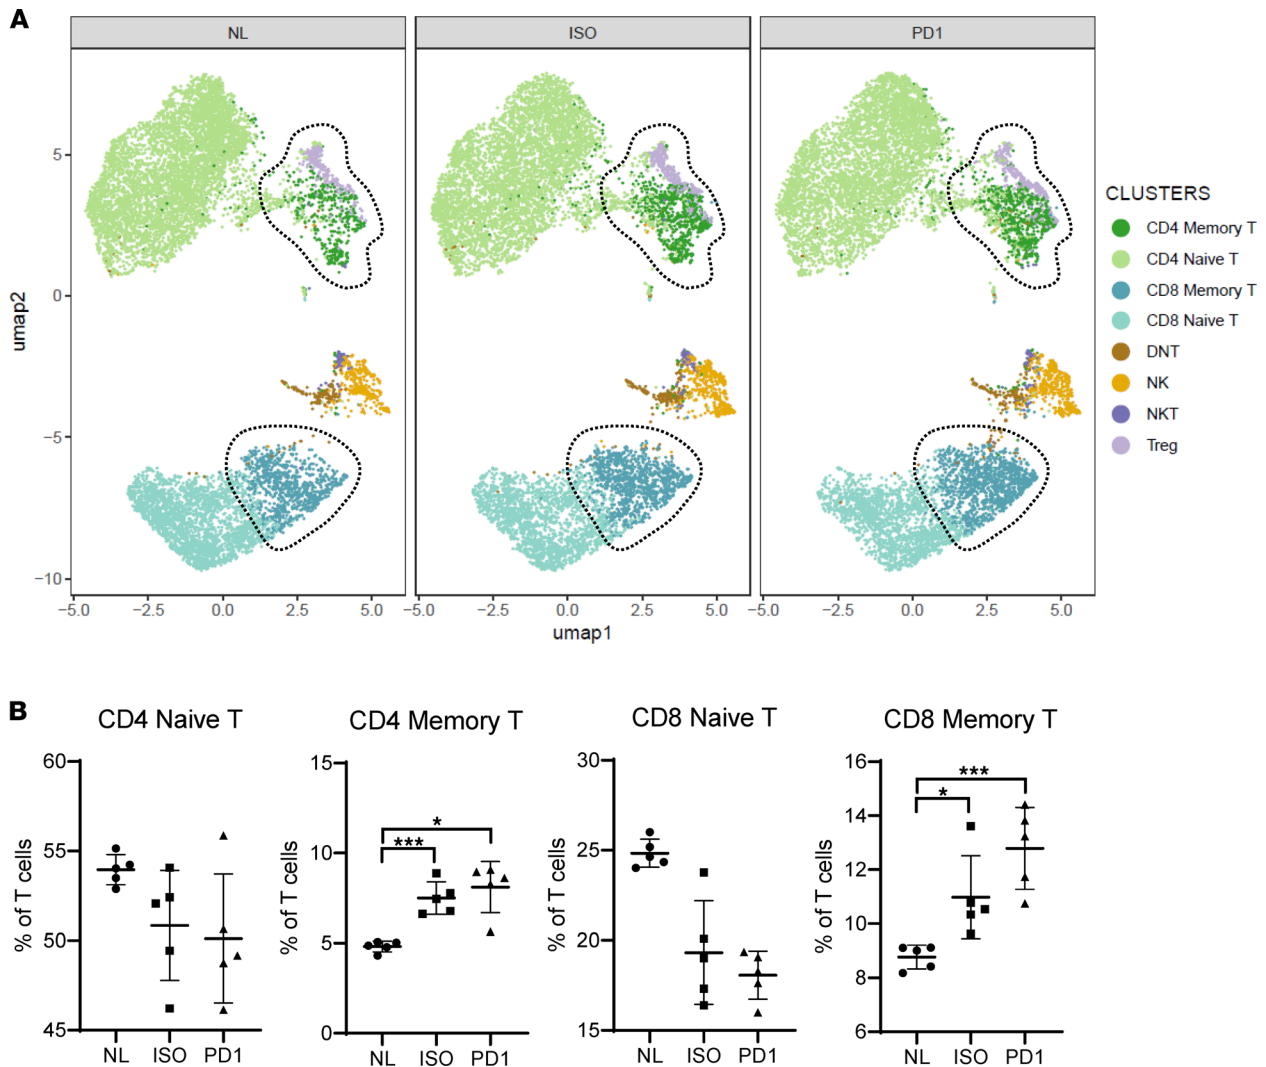 A
NL ISO PD1
5
0
−5
−10
umap2
−5.0 −2.5 0.0 2.5 5.0 −5.0 −2.5 0.0 2.5 5.0 −5.0 −2.5 0.0 2.5 5.0
umap1
CLUSTERS
CD4 Memory T
CD4 Naive T
CD8 Memory T
CD8 Naive T
DNT
NK
NKT
Treg
B
CD4 Naive T
% of T cells
60
55
50
45
NL ISO PD1
CD4 Memory T
% of T cells
15
10
5
0
*
***
NL ISO PD1
CD8 Naive T
% of T cells
30
25
20
15
NL ISO PD1
CD8 Memory T
% of T cells
16
14
12
10
8
6
***
*
NL ISO PD1